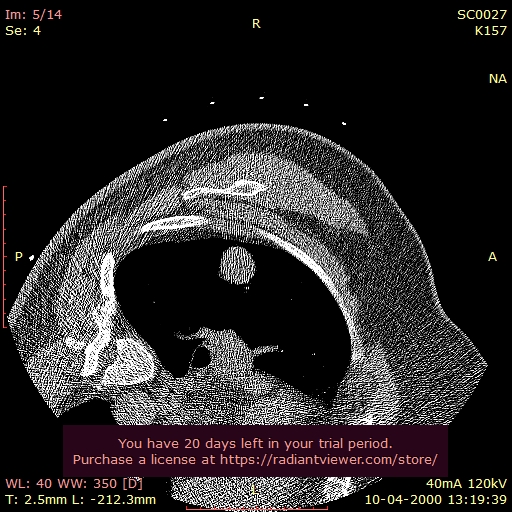 Im: 5/14
Se: 4
R
SC0027
K157
NA
P
A
You have 20 days left in your trial period.
Purchase a license at https://radiantviewer.com/store/
WL: 40 WW: 350 [D]
T: 2.5mm L: -212.3mm
40mA 120kV
10-04-2000 13:19:39